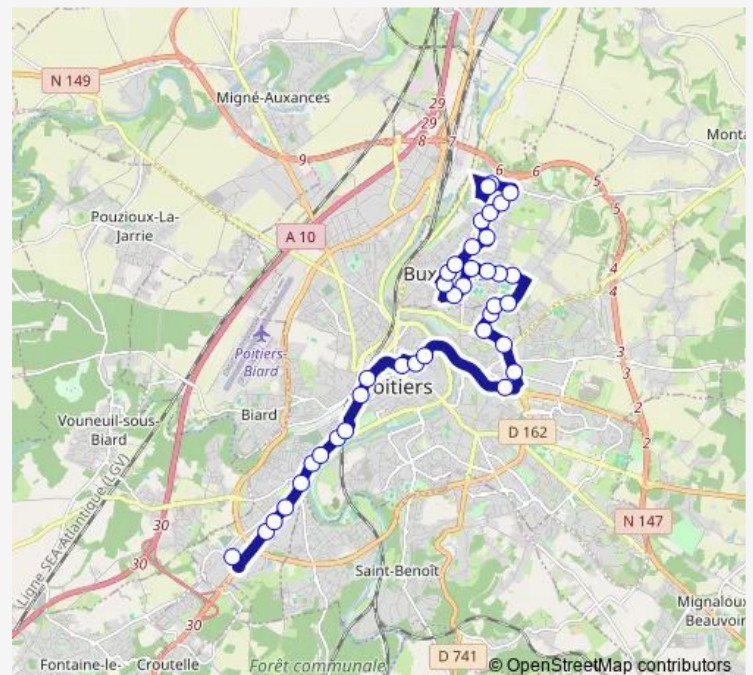 N 149
Migné-Auxances
29
29
8
7
9
6
6
5
5
Monta
Pouzioux-La-
Jarrie
A 10
4
4
Bux
Poitiers-
Biard
oitiers
3
3
Biard
D 162
2
2
Vouneuil-sous-
Biard
Ligne SEA-Atlantique (LGV)
30
30
N 147
Saint-Benoît
30
Mignaloux
Beauvoir
Fontaine-le-
Croutelle
Forêt communale
D 741
© OpenStreetMap contributors